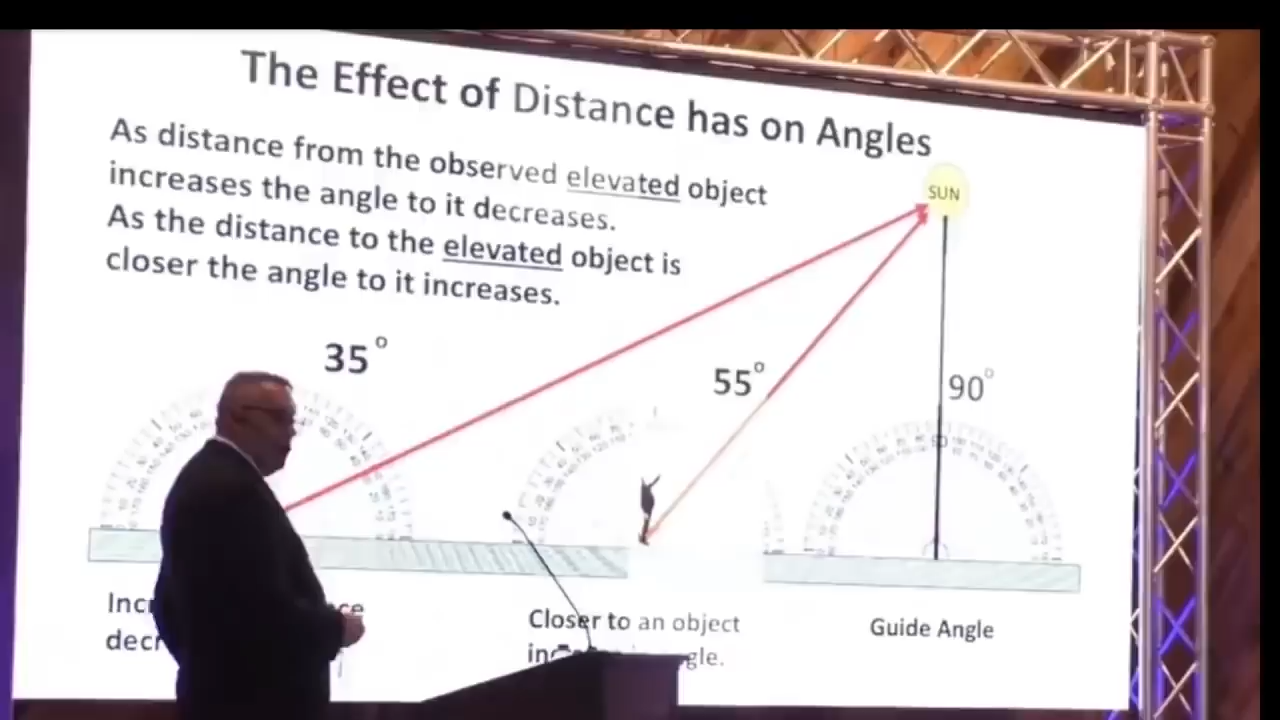 The Effect of Distance has on Angles
As distance from the observed elevated object
increases the angle to it decreases.
As the distance to the elevated object is
closer the angle to it increases.
SUN
35°
55°
90°
Closer to an object
Guide Angle